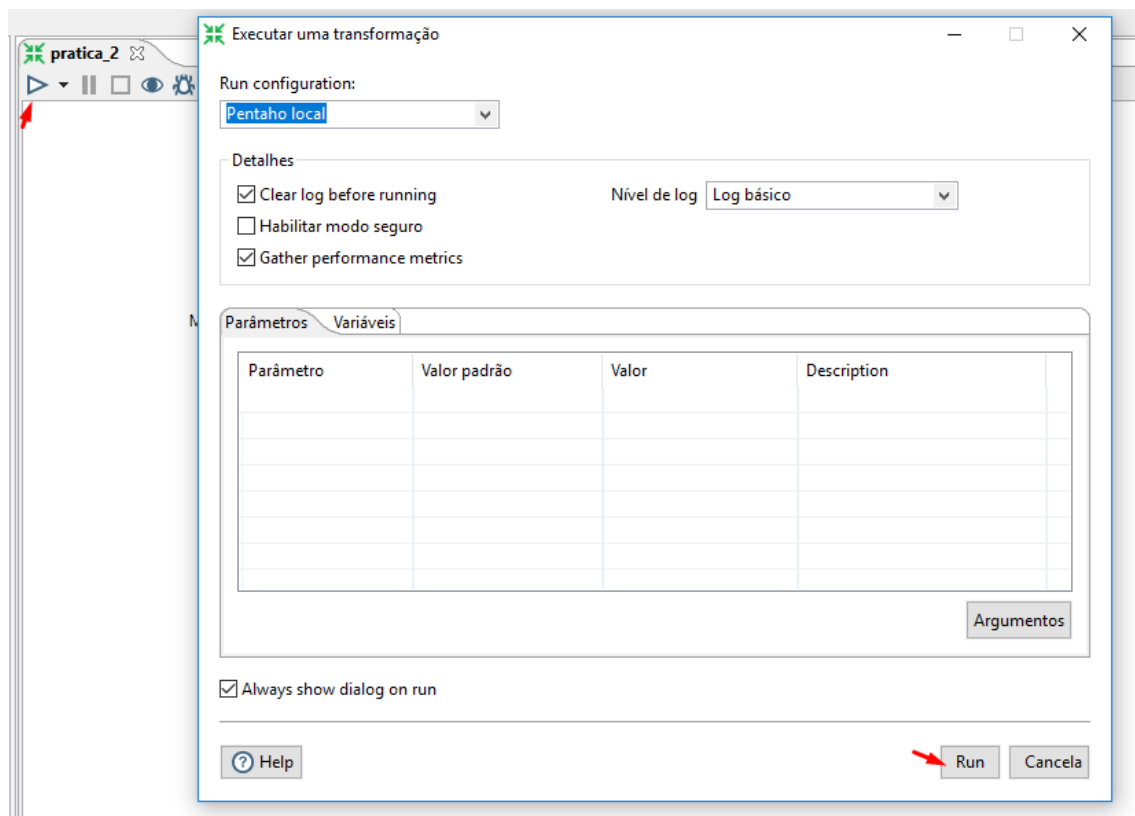 Executar uma transformação
pratica_2
Run configuration:
Pentaho local
Detalhes
Clear log before running
Nível de log Log básico
Habilitar modo seguro
Gather performance metrics
M
Parâmetros Variáveis
Parâmetro Valor padrão Valor Description
Argumentos
Always show dialog on run
? Help
Run Cancela